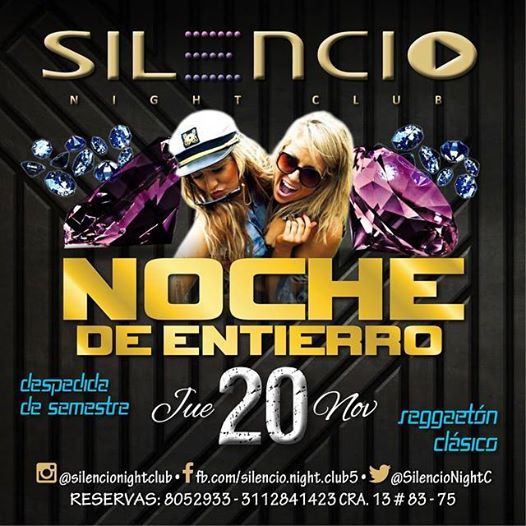 SILENCIO
NIGHT CLUB
NOCHE
DE ENTIERRO
despedida
de semestre
Jue 20 Nov
reggaetón
clásico
@silencionightclub • fb.com/silencio.night.club5 • @SilencioNightC
RESERVAS: 8052933 - 3112841423 CRA. 13 # 83 - 75